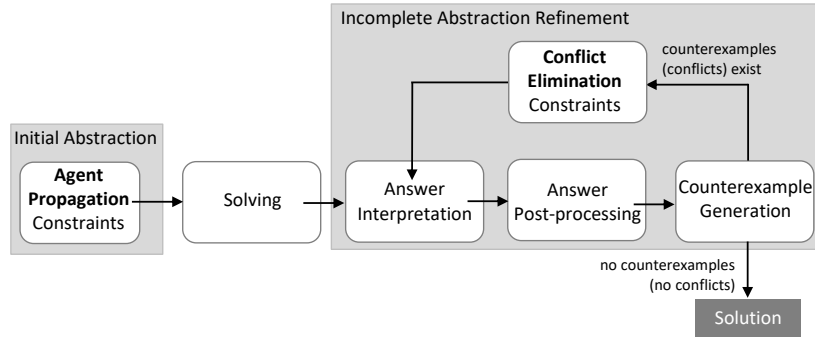 Incomplete Abstraction Refinement
Conflict
Elimination
Constraints
counterexamples
(conflicts) exist
Initial Abstraction
Agent
Propagation
Constraints
Solving
Answer
Interpretation
Answer
Post-processing
Counterexample
Generation
no counterexamples
(no conflicts)
Solution